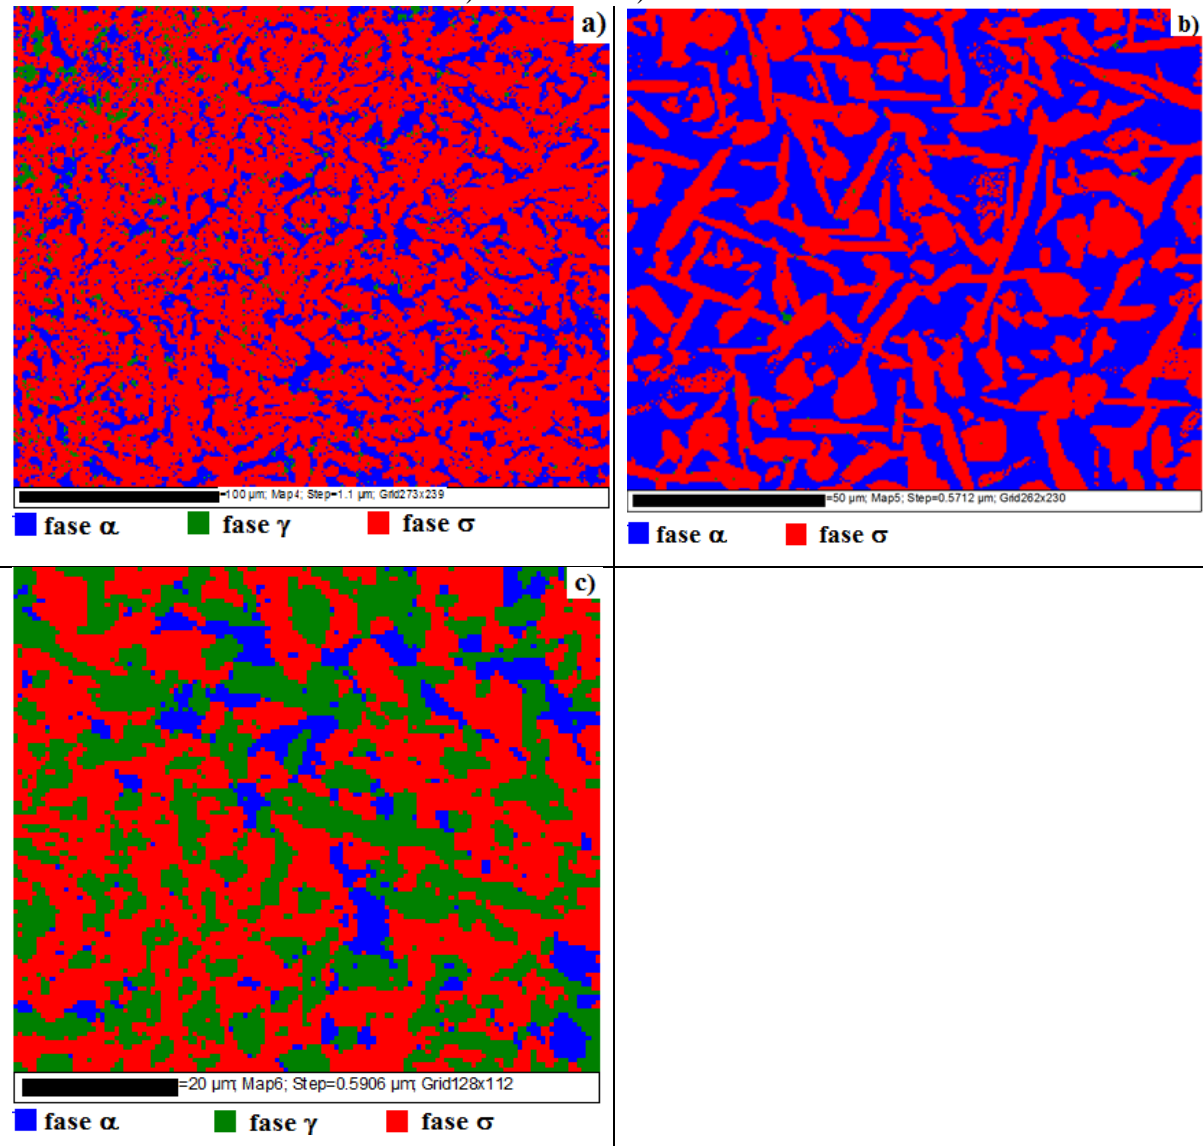 a)
=100 µm; Map4; Step=1.1 µm; Grid273x239
fase α fase γ fase σ
b)
=50 µm; Map5; Step=0.5712 µm; Grid262x230
fase α fase σ
c)
=20 µm; Map6; Step=0.5906 µm; Grid128x112
fase α fase γ fase σ